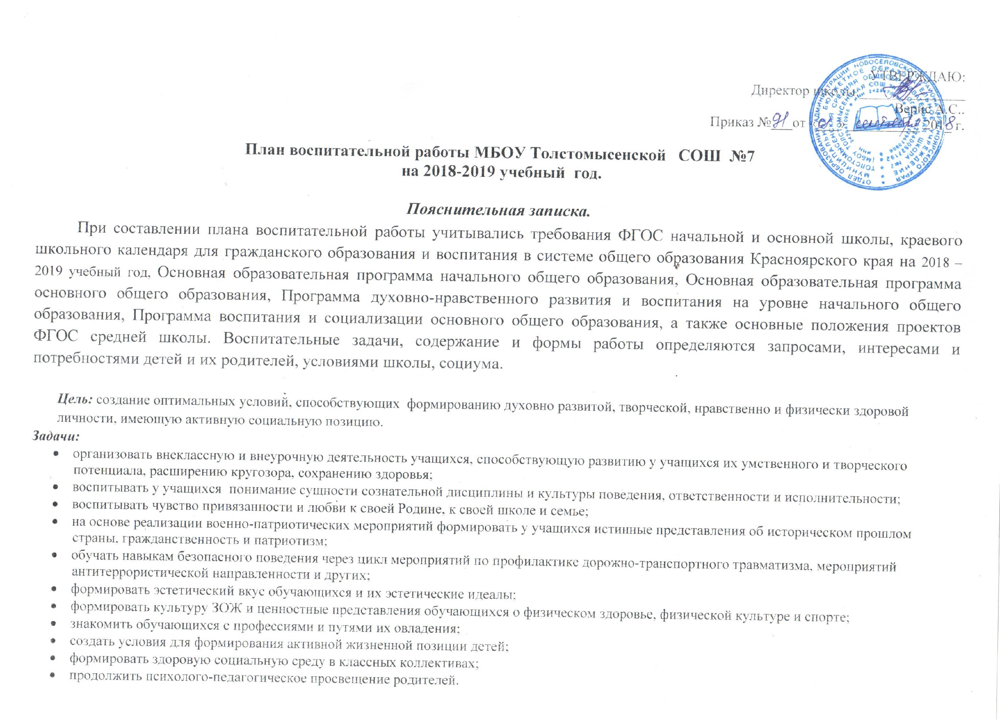 УТВЕРЖДАЮ:
Директор школы
Верис А.С..
Приказ № 91 от «01» сентября 2018 г.
План воспитательной работы МБОУ Толстомысенской СОШ №7
на 2018-2019 учебный год.
Пояснительная записка.
При составлении плана воспитательной работы учитывались требования ФГОС начальной и основной школы, краевого
школьного календаря для гражданского образования и воспитания в системе общего образования Красноярского края на 2018 –
2019 учебный год, Основная образовательная программа начального общего образования, Основная образовательная программа
основного общего образования, Программа духовно-нравственного развития и воспитания на уровне начального общего
образования, Программа воспитания и социализации основного общего образования, а также основные положения проектов
ФГОС средней школы. Воспитательные задачи, содержание и формы работы определяются запросами, интересами и
потребностями детей и их родителей, условиями школы, социума.
Цель: создание оптимальных условий, способствующих формированию духовно развитой, творческой, нравственно и физически здоровой
личности, имеющую активную социальную позицию.
Задачи:
• организовать внеклассную и внеурочную деятельность учащихся, способствующую развитию у учащихся их умственного и творческого
потенциала, расширению кругозора, сохранению здоровья;
• воспитывать у учащихся понимание сущности сознательной дисциплины и культуры поведения, ответственности и исполнительности;
• воспитывать чувство привязанности и любви к своей Родине, к своей школе и семье;
• на основе реализации военно-патриотических мероприятий формировать у учащихся истинные представления об историческом прошлом
страны, гражданственность и патриотизм;
• обучать навыкам безопасного поведения через цикл мероприятий по профилактике дорожно-транспортного травматизма, мероприятий
антитеррористической направленности и других;
• формировать эстетический вкус обучающихся и их эстетические идеалы;
• формировать культуру ЗОЖ и ценностные представления обучающихся о физическом здоровье, физической культуре и спорте;
• знакомить обучающихся с профессиями и путями их овладения;
• создать условия для формирования активной жизненной позиции детей;
• формировать здоровую социальную среду в классных коллективах;
• продолжить психолого-педагогическое просвещение родителей.